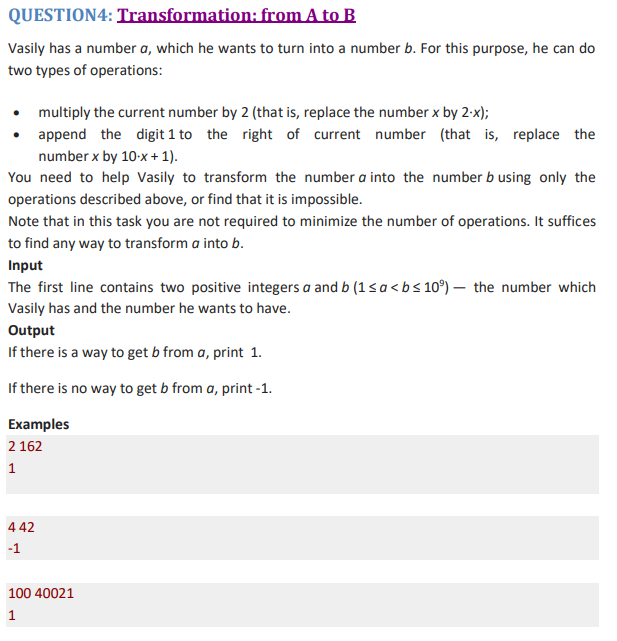 QUESTION4: Transformation: from A to B
Vasily has a number a, which he wants to turn into a number b. For this purpose, he can do
two types of operations:
• multiply the current number by 2 (that is, replace the number x by 2·x);
• append the digit 1 to the right of current number (that is, replace the
number x by 10·x + 1).
You need to help Vasily to transform the number a into the number b using only the
operations described above, or find that it is impossible.
Note that in this task you are not required to minimize the number of operations. It suffices
to find any way to transform a into b.
Input
The first line contains two positive integers a and b (1 ≤ a < b ≤ 10⁹) — the number which
Vasily has and the number he wants to have.
Output
If there is a way to get b from a, print 1.
If there is no way to get b from a, print -1.
Examples
2 162
1
4 42
-1
100 40021
1